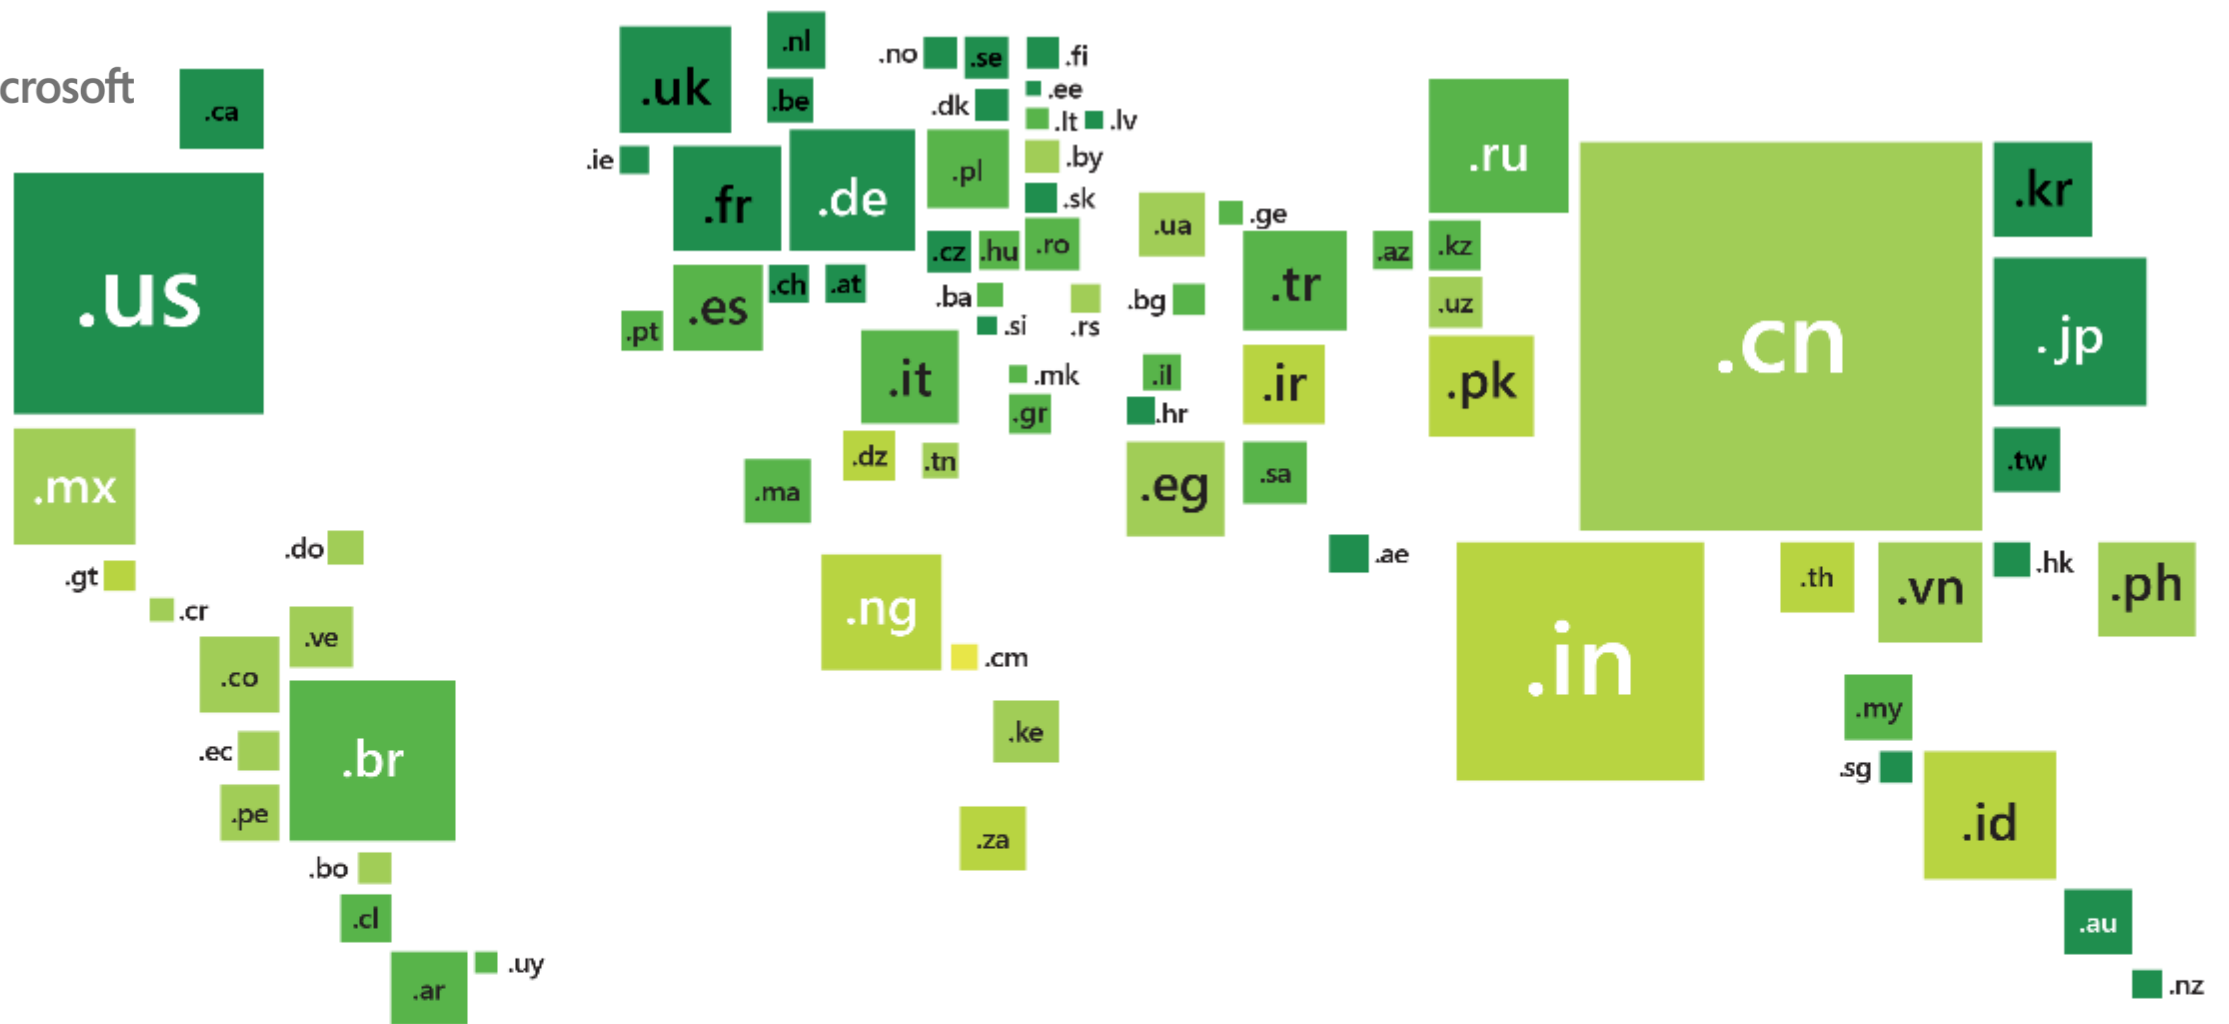 crosoft
.ca
.us
.mx
.do
.gt
.cr
.ve
.co
.br
.ec
.pe
.bo
.cl
.ar
.uy
.uk
.nl
.be
.ie
.fr
.de
.es
.ch
.at
.pt
.no
.se
.fi
.dk
.ee
.lt
.lv
.pl
.by
.sk
.cz
.hu
.ro
.ba
.si
.rs
.bg
.it
.mk
.gr
.il
.hr
.ua
.ge
.tr
.az
.ir
.dz
.tn
.ma
.eg
.sa
.ae
.ng
.cm
.ke
.za
.ru
.kz
.uz
.pk
.cn
.kr
.jp
.tw
.in
.th
.vn
.hk
.ph
.my
.sg
.id
.au
.nz